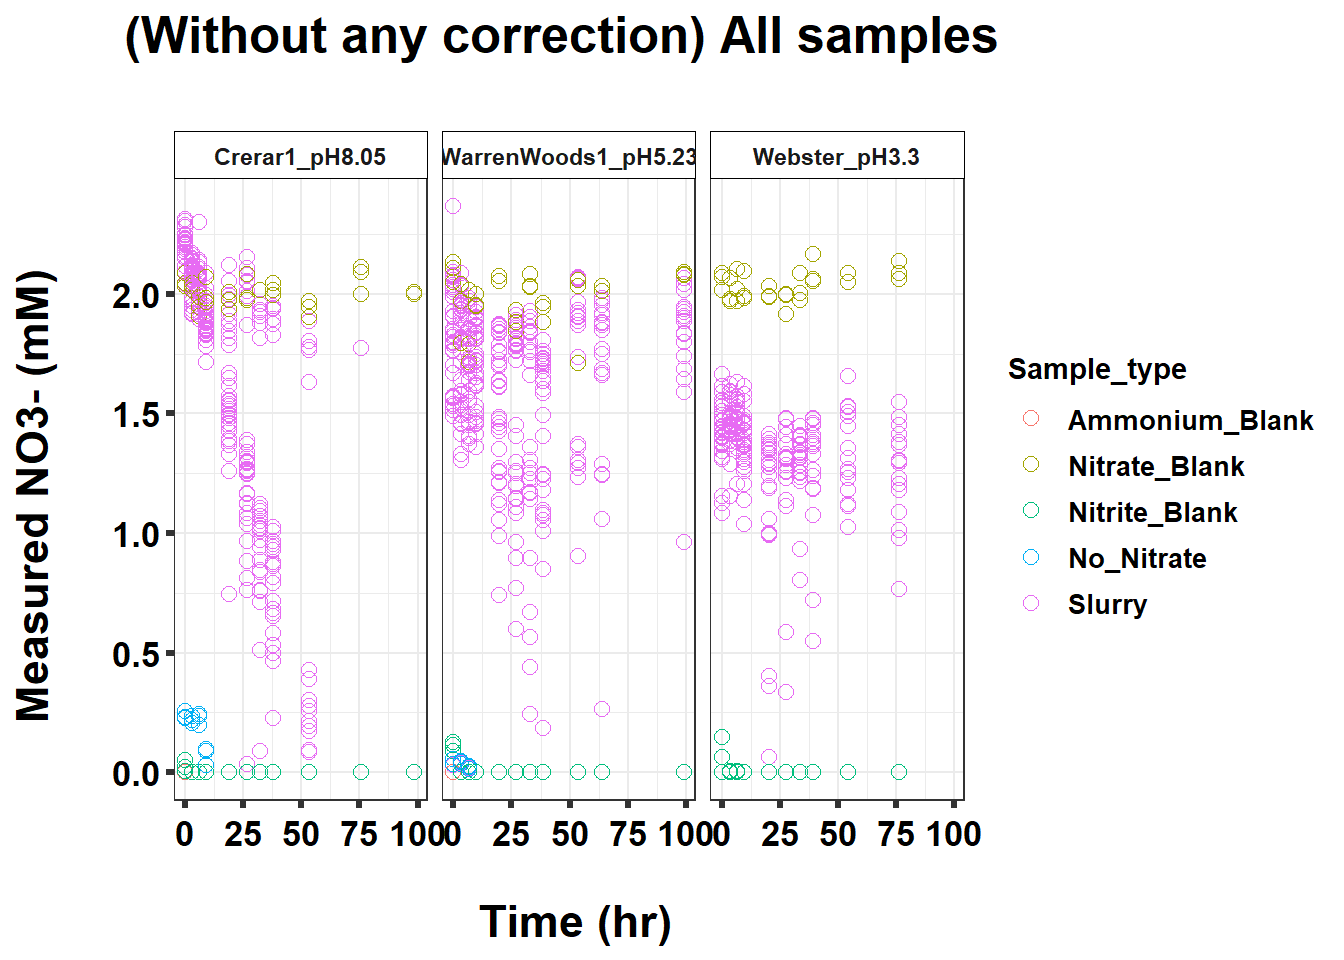 (Without any correction) All samples
Crerar1_pH8.05
WarrenWoods1_pH5.23
Webster_pH3.3
Measured NO3- (mM)
2.0
1.5
1.0
0.5
0.0
0 25 50 75 100
0 25 50 75 100
0 25 50 75 100
Time (hr)
Sample_type
Ammonium_Blank
Nitrate_Blank
Nitrite_Blank
No_Nitrate
Slurry